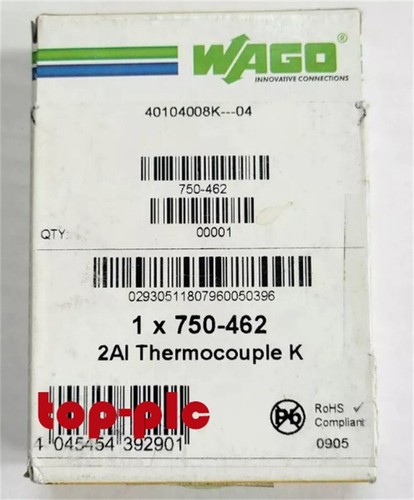 WAGO®
INNOVATIVE CONNECTIONS
40104008K---04
750-462
QTY:
00001
02930511807960050396
1 x 750-462
2AI Thermocouple K
top-plc
Pb
RoHS ✓
Compliant
4 045454 392901
0905